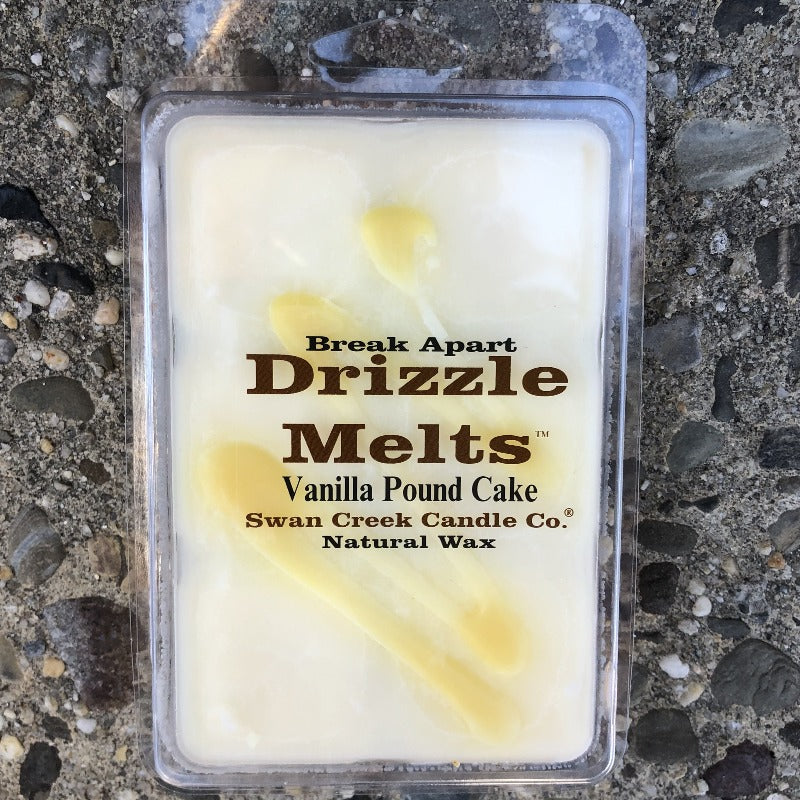 Break Apart
Drizzle
Melts™
Vanilla Pound Cake
Swan Creek Candle Co.®
Natural Wax